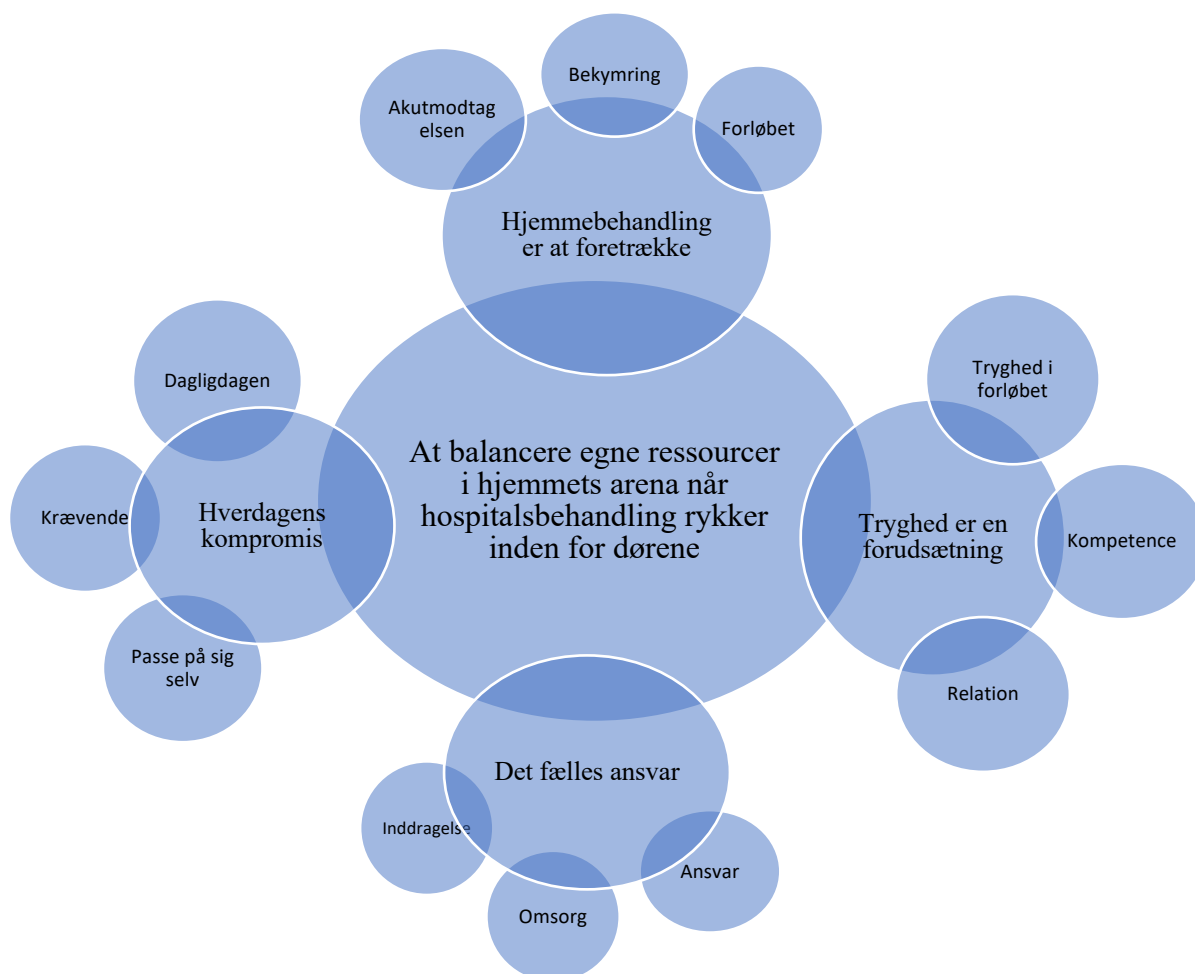 Bekymring
Akutmodtag
elsen
Forløbet
Hjemmebehandling
er at foretrække
Dagligdagen
Tryghed i
forløbet
At balancere egne ressourcer
i hjemmets arena når
hospitalsbehandling rykker
inden for dørene
Krævende
Hverdagens
kompromis
Tryghed er en
forudsætning
Kompetence
Passe på sig
selv
Relation
Det fælles ansvar
Inddragelse
Ansvar
Omsorg